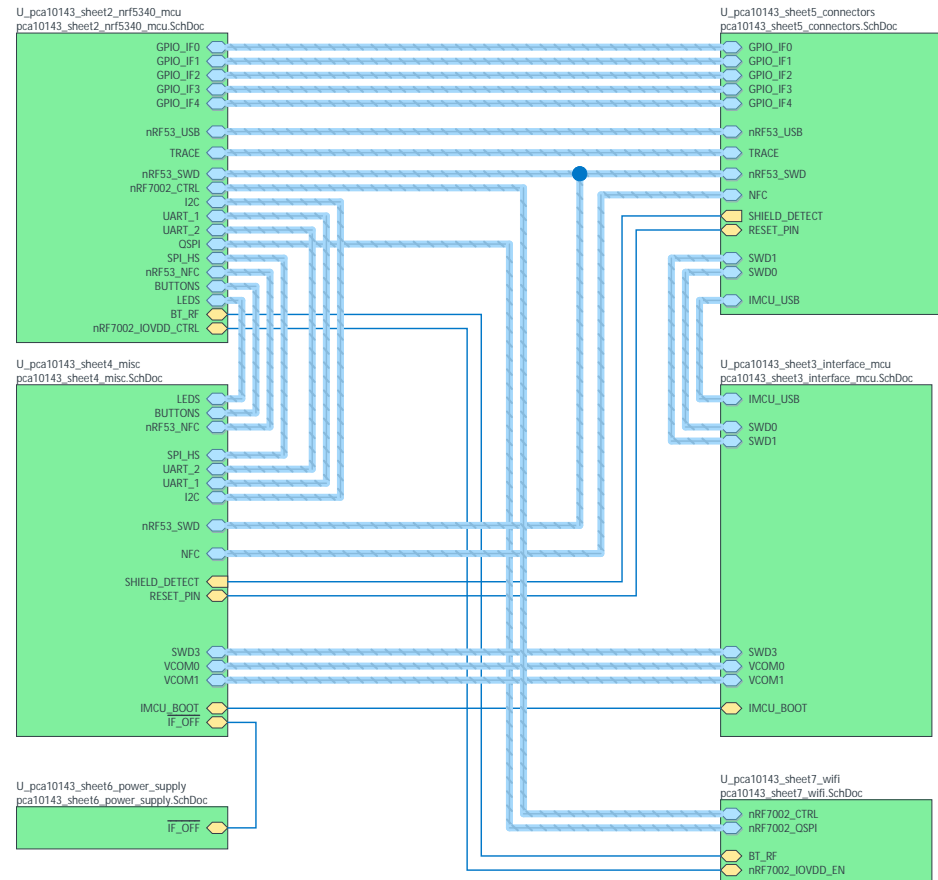 U_pca10143_sheet2_nrf5340_mcu
pca10143_sheet2_nrf5340_mcu.SchDoc
GPIO_IF0
GPIO_IF1
GPIO_IF2
GPIO_IF3
GPIO_IF4
nRF53_USB
TRACE
nRF53_SWD
nRF7002_CTRL
I2C
UART_1
UART_2
QSPI
SPI_HS
nRF53_NFC
BUTTONS
LEDS
BT_RF
nRF7002_IOVDD_CTRL
U_pca10143_sheet5_connectors
pca10143_sheet5_connectors.SchDoc
GPIO_IF0
GPIO_IF1
GPIO_IF2
GPIO_IF3
GPIO_IF4
nRF53_USB
TRACE
nRF53_SWD
NFC
SHIELD_DETECT
RESET_PIN
SWD1
SWD0
IMCU_USB
U_pca10143_sheet4_misc
pca10143_sheet4_misc.SchDoc
LEDS
BUTTONS
nRF53_NFC
SPI_HS
UART_2
UART_1
I2C
nRF53_SWD
NFC
SHIELD_DETECT
RESET_PIN
SWD3
VCOM0
VCOM1
IMCU_BOOT
IF_OFF
U_pca10143_sheet3_interface_mcu
pca10143_sheet3_interface_mcu.SchDoc
IMCU_USB
SWD0
SWD1
SWD3
VCOM0
VCOM1
IMCU_BOOT
U_pca10143_sheet6_power_supply
pca10143_sheet6_power_supply.SchDoc
IF_OFF
U_pca10143_sheet7_wifi
pca10143_sheet7_wifi.SchDoc
nRF7002_CTRL
nRF7002_QSPI
BT_RF
nRF7002_IOVDD_EN